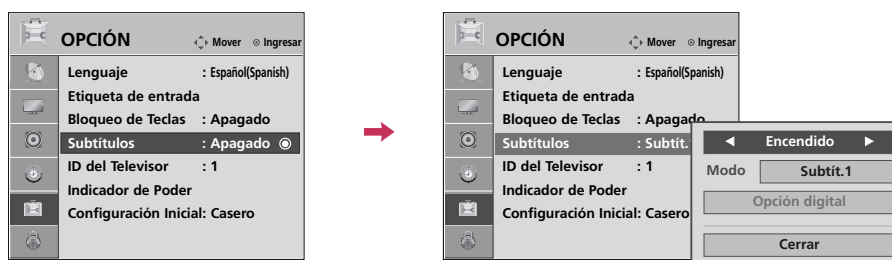 OPCIÓN Mover Ingresar
Lenguaje : Español(Spanish)
Etiqueta de entrada
Bloqueo de Teclas : Apagado
Subtítulos : Apagado
ID del Televisor : 1
Indicador de Poder
Configuración Inicial: Casero
OPCIÓN Mover Ingresar
Lenguaje : Español(Spanish)
Etiqueta de entrada
Bloqueo de Teclas : Apagado
Subtítulos : Subtít.
ID del Televisor : 1
Indicador de Poder
Configuración Inicial: Casero
◀ Encendido ▶
Modo Subtít.1
Opción digital
Cerrar